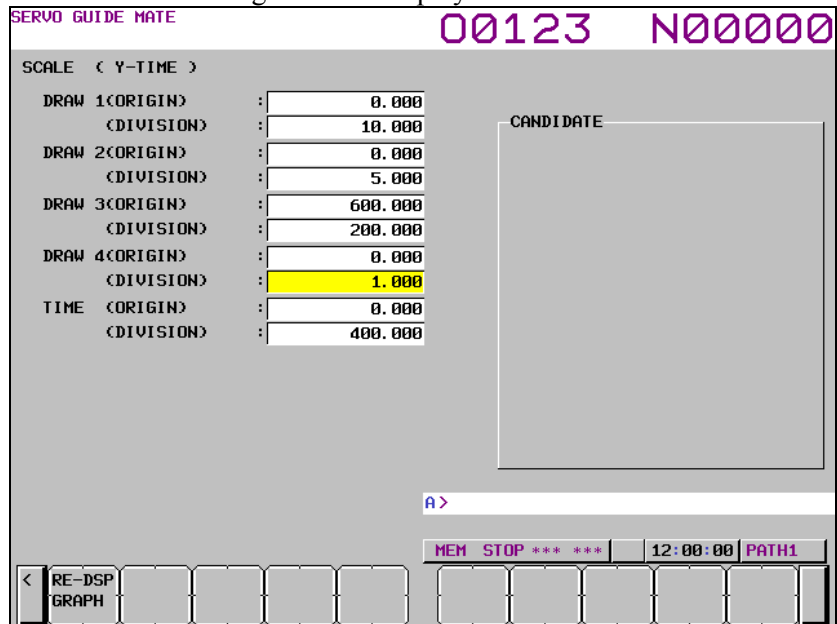 SERVO GUIDE MATE
O0123 N00000
SCALE ( Y-TIME )
DRAW 1(ORIGIN) : 0.000
(DIVISION) : 10.000
CANDIDATE
DRAW 2(ORIGIN) : 0.000
(DIVISION) : 5.000
DRAW 3(ORIGIN) : 600.000
(DIVISION) : 200.000
DRAW 4(ORIGIN) : 0.000
(DIVISION) : 1.000
TIME (ORIGIN) : 0.000
(DIVISION) : 400.000
A>
MEM STOP *** *** 12:00:00 PATH1
< RE-DSP
GRAPH